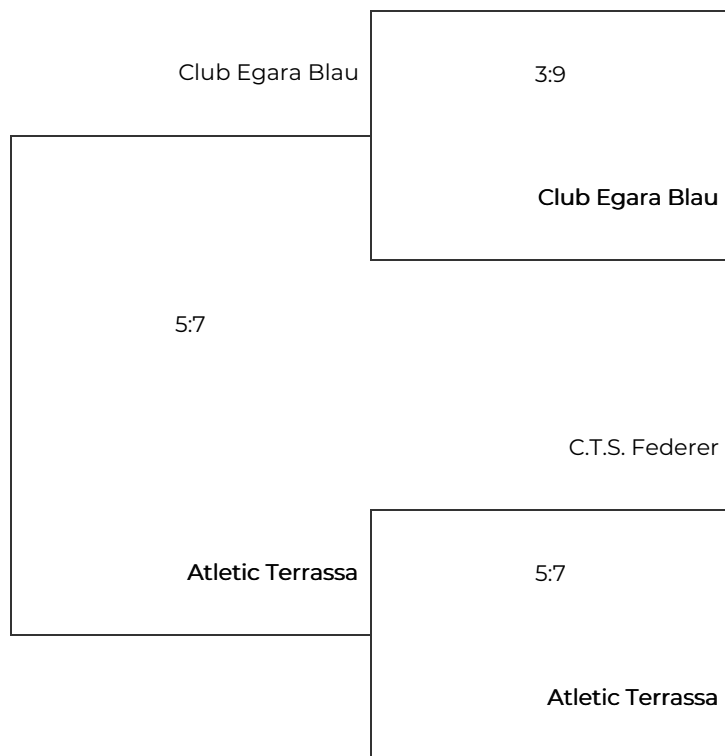 Club Egara Blau
3:9
Club Egara Blau
5:7
C.T.S. Federer
Atletic Terrassa
5:7
Atletic Terrassa